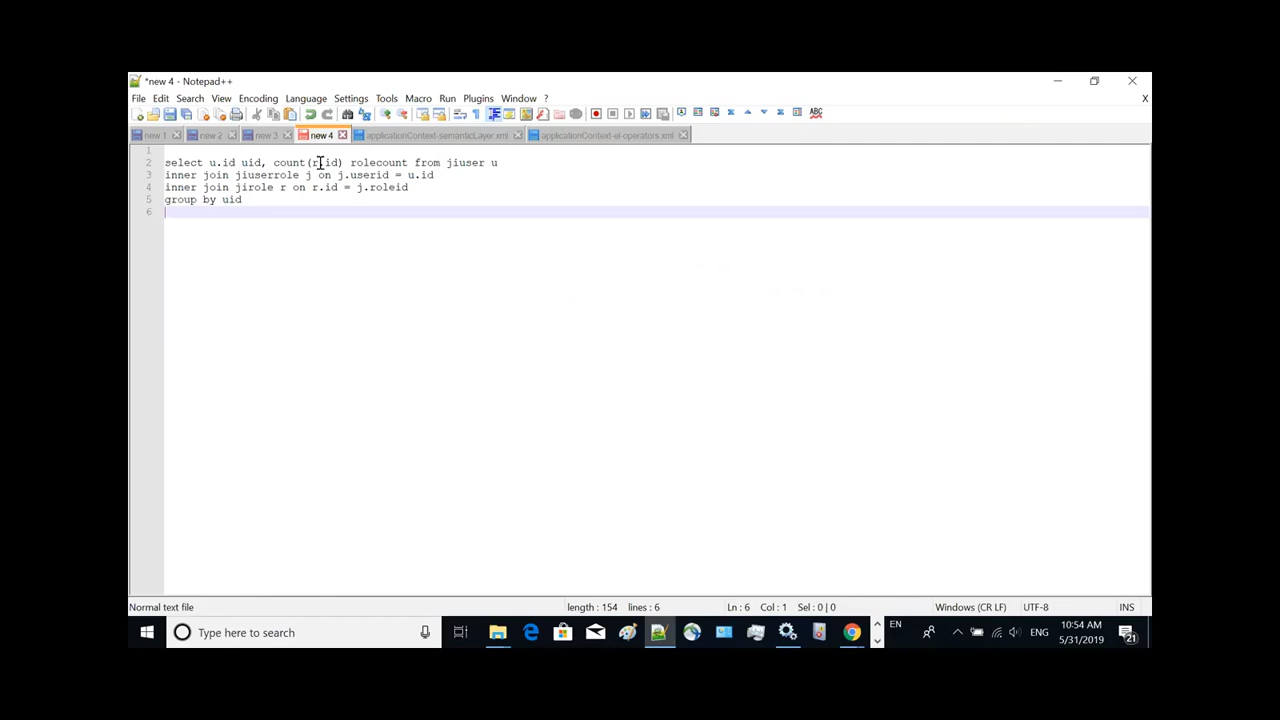 *new 4 - Notepad++
File Edit Search View Encoding Language Settings Tools Macro Run Plugins Window ? X
new 1 new 2 new 3 new 4 applicationContext-semanticLayer.xml applicationContext-el-operators.xml
1
2 select u.id uid, count(r.id) rolecount from jiuser u
3 inner join jiuserrole j on j.userid = u.id
4 inner join jirole r on r.id = j.roleid
5 group by uid
6
Normal text file length : 154 lines : 6 Ln : 6 Col : 1 Sel : 0 | 0 Windows (CR LF) UTF-8 INS
Type here to search EN ENG 10:54 AM
5/31/2019 21